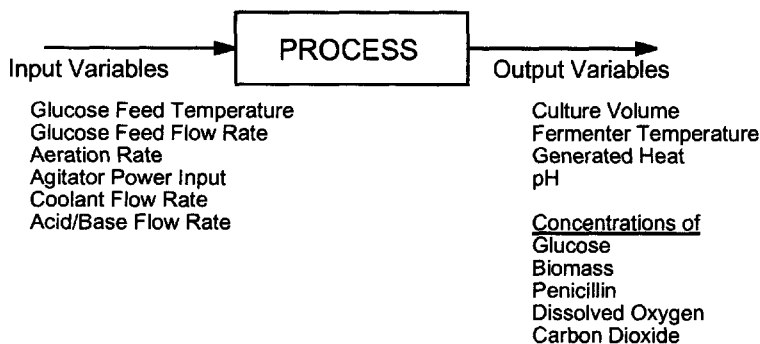 PROCESS
Input Variables
Glucose Feed Temperature
Glucose Feed Flow Rate
Aeration Rate
Agitator Power Input
Coolant Flow Rate
Acid/Base Flow Rate
Output Variables
Culture Volume
Fermenter Temperature
Generated Heat
pH
Concentrations of
Glucose
Biomass
Penicillin
Dissolved Oxygen
Carbon Dioxide